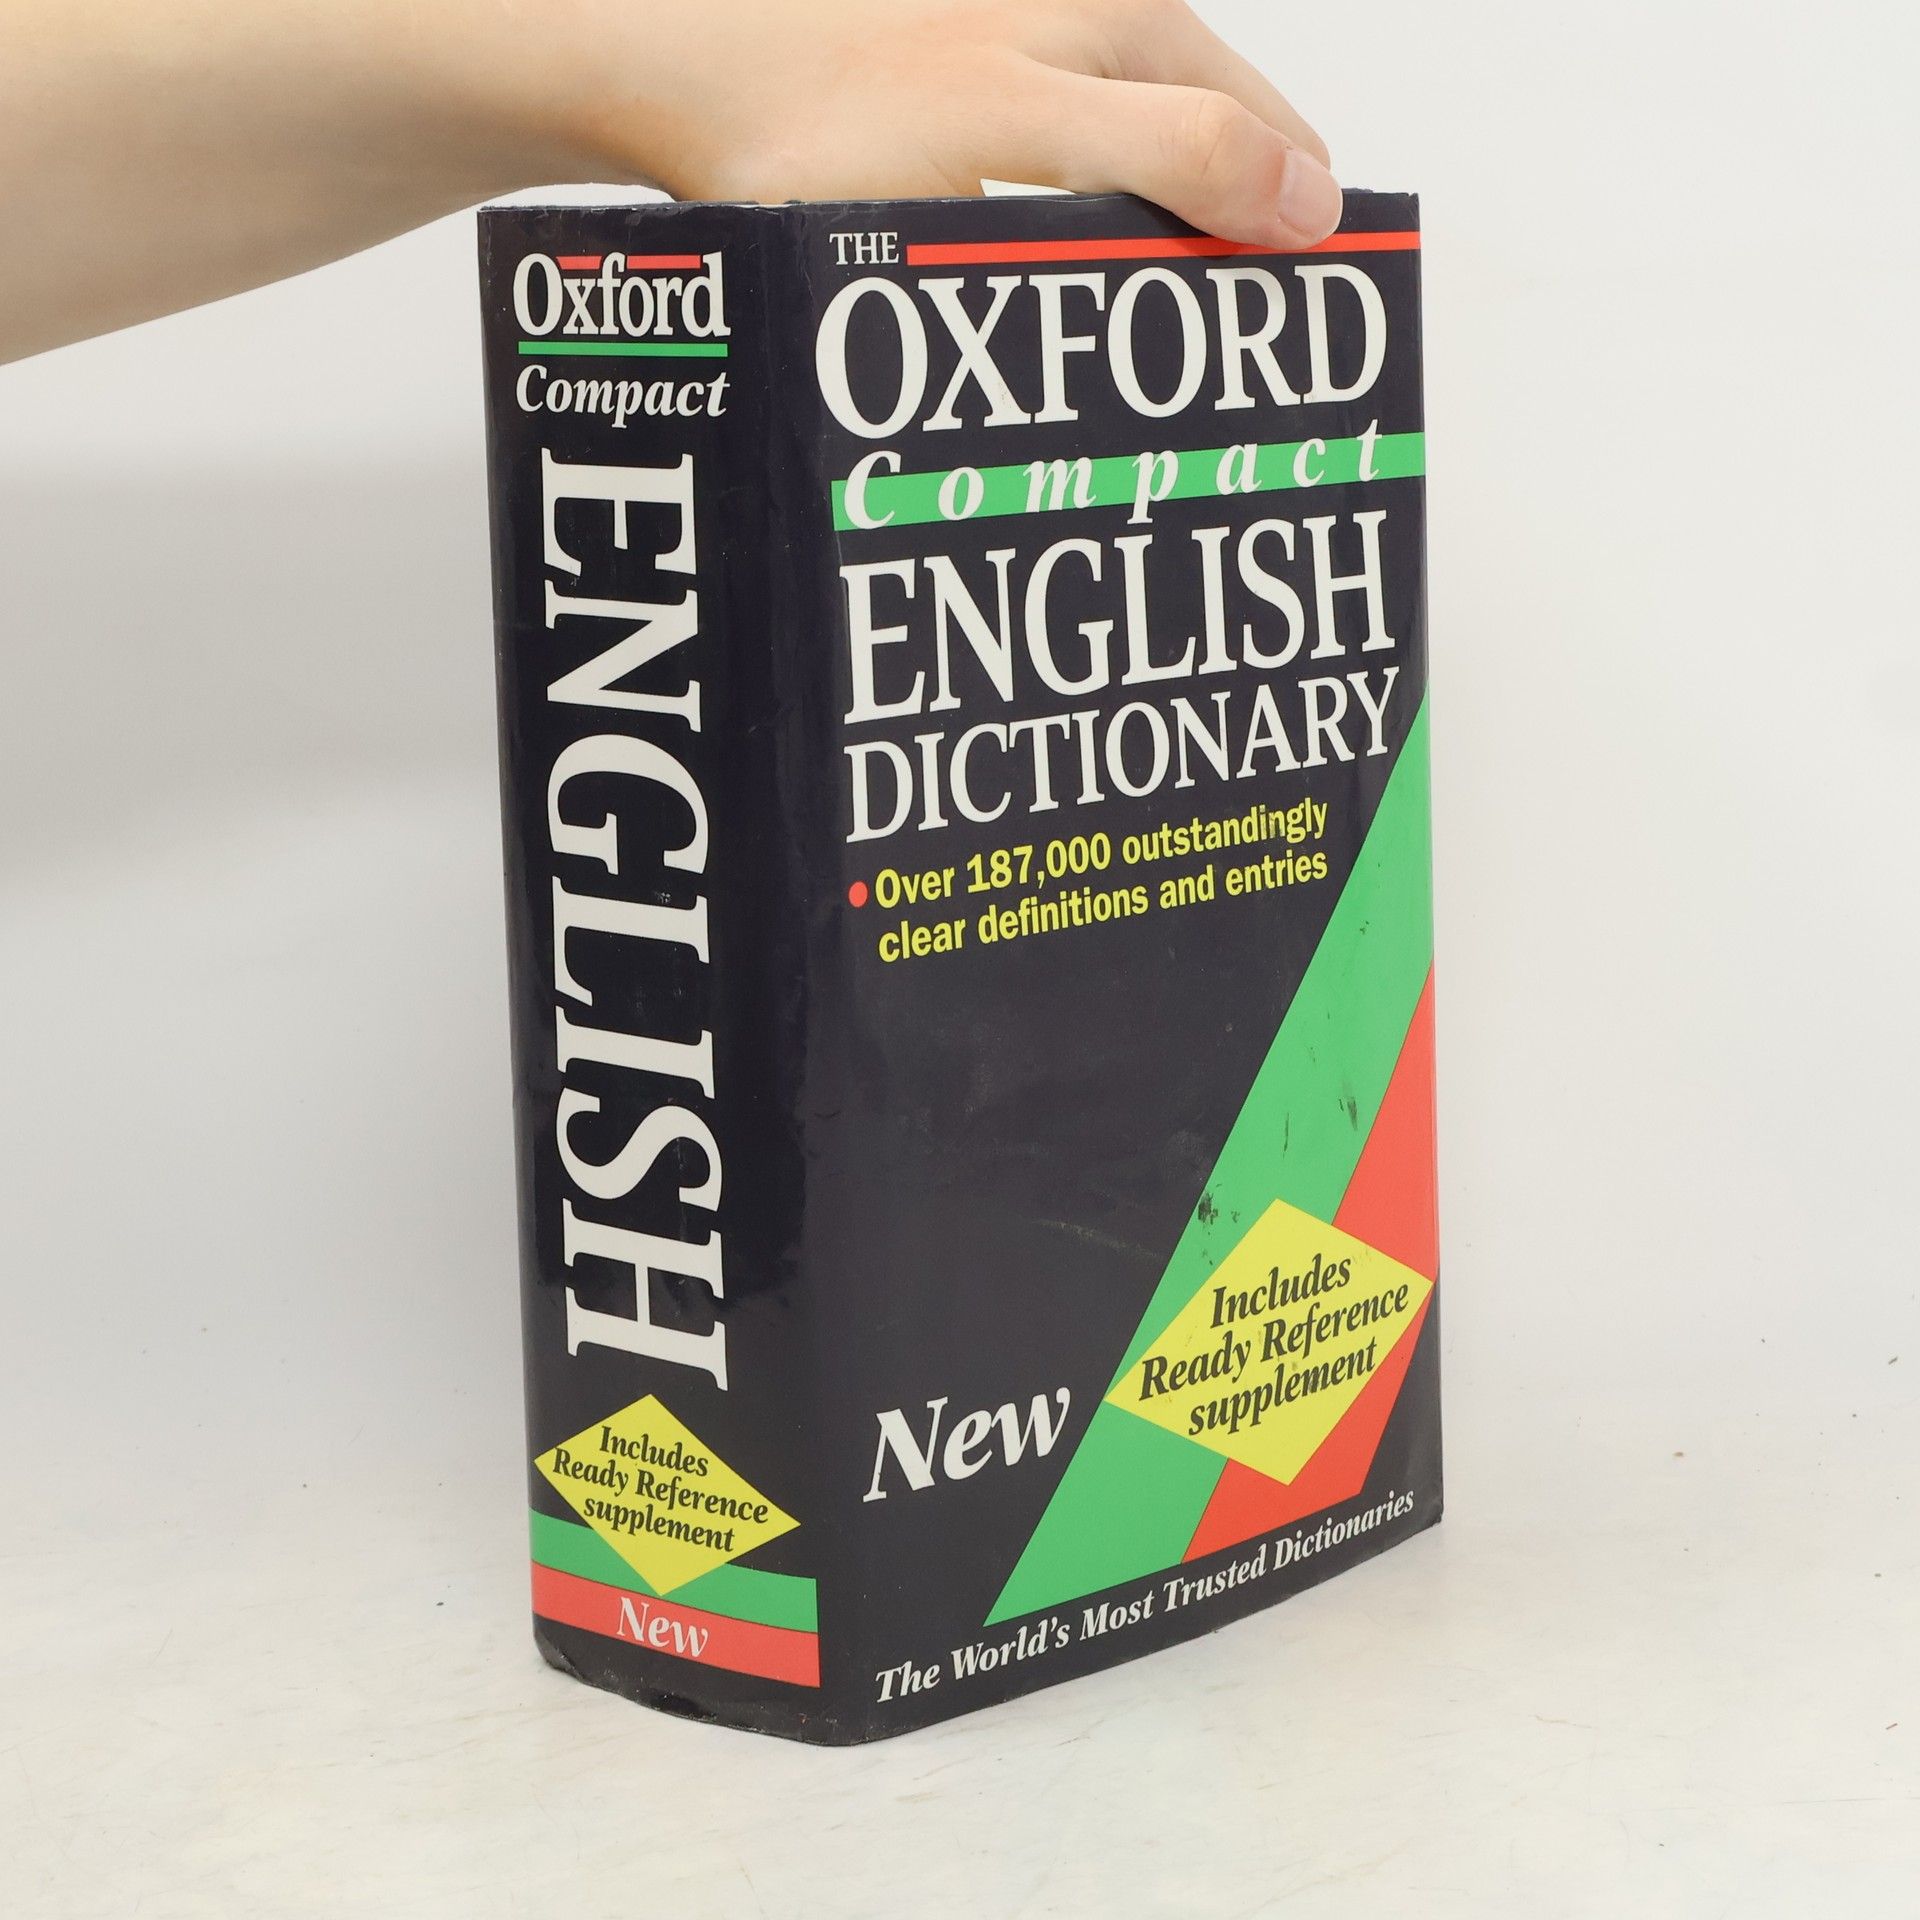 Oxford
Compact
ENGLISH
Includes
Ready Reference
supplement
New
THE
OXFORD
Compact
ENGLISH
DICTIONARY
• Over 187,000 outstandingly
clear definitions and entries
Includes
Ready Reference
supplement
New
The World's Most Trusted Dictionaries